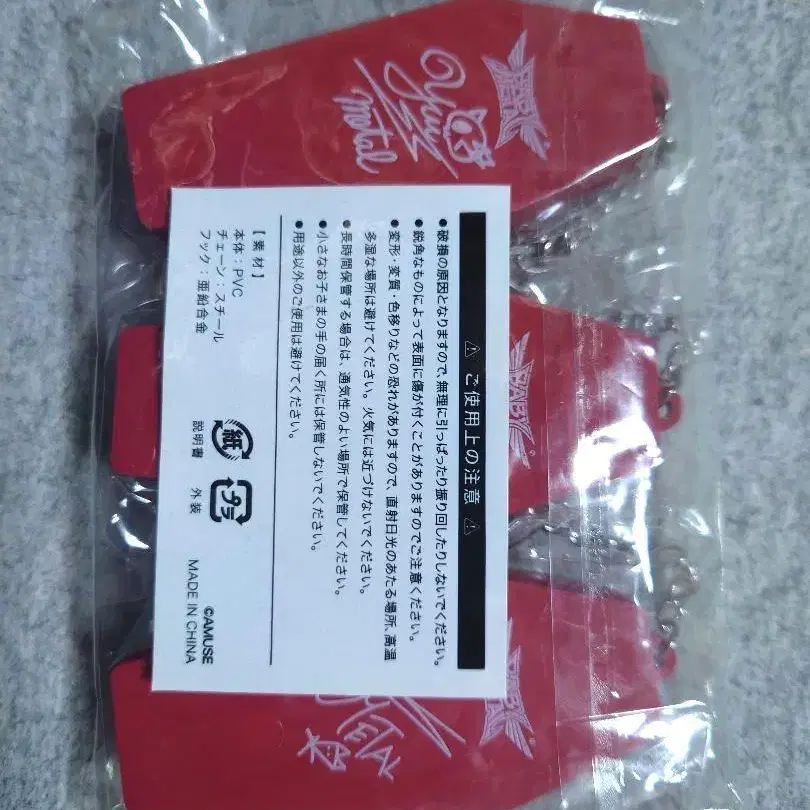 BABY
METAL
Yui
metal
⚠ ご使用上の注意 ⚠
●破損の原因となりますので、無理に引っぱったり振り回したりしないでください。
●鋭角なものによって表面に傷が付くことがありますのでご注意ください。
●変形・変質・色移りなどの恐れがありますので、直射日光のあたる場所、高温
多湿な場所は避けてください。火気には近づけないでください。
●長時間保管する場合は、通気性のよい場所で保管してください。
●小さなお子さまの手の届く所には保管しないでください。
●用途以外のご使用は避けてください。
【素材】
本体：PVC
チェーン：スチール
フック：亜鉛合金
紙
説明書
プラ
外装
©AMUSE
MADE IN CHINA
BABY
METAL